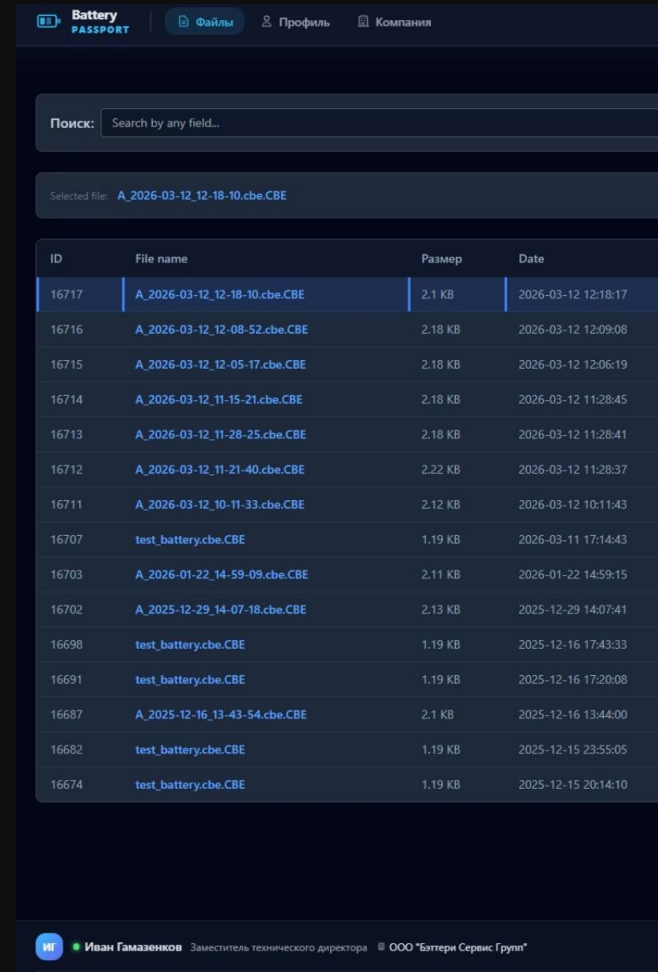 Battery
PASSPORT
Файлы Профиль Компания
Поиск: Search by any field...
Selected file: A_2026-03-12_12-18-10.cbe.CBE
ID File name Размер Date
16717 A_2026-03-12_12-18-10.cbe.CBE 2.1 KB 2026-03-12 12:18:17
16716 A_2026-03-12_12-08-52.cbe.CBE 2.18 KB 2026-03-12 12:09:08
16715 A_2026-03-12_12-05-17.cbe.CBE 2.18 KB 2026-03-12 12:06:19
16714 A_2026-03-12_11-15-21.cbe.CBE 2.18 KB 2026-03-12 11:28:45
16713 A_2026-03-12_11-28-25.cbe.CBE 2.18 KB 2026-03-12 11:28:41
16712 A_2026-03-12_11-21-40.cbe.CBE 2.22 KB 2026-03-12 11:28:37
16711 A_2026-03-12_10-11-33.cbe.CBE 2.12 KB 2026-03-12 10:11:43
16707 test_battery.cbe.CBE 1.19 KB 2026-03-11 17:14:43
16703 A_2026-01-22_14-59-09.cbe.CBE 2.11 KB 2026-01-22 14:59:15
16702 A_2025-12-29_14-07-18.cbe.CBE 2.13 KB 2025-12-29 14:07:41
16698 test_battery.cbe.CBE 1.19 KB 2025-12-16 17:43:33
16691 test_battery.cbe.CBE 1.19 KB 2025-12-16 17:20:08
16687 A_2025-12-16_13-43-54.cbe.CBE 2.1 KB 2025-12-16 13:44:00
16682 test_battery.cbe.CBE 1.19 KB 2025-12-15 23:55:05
16674 test_battery.cbe.CBE 1.19 KB 2025-12-15 20:14:10
ИГ Иван Гамазенков Заместитель технического директора ООО "Бэттери Сервис Групп"